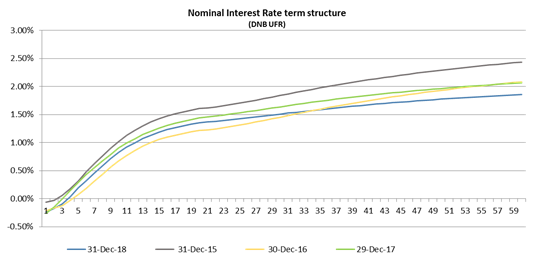 Nominal Interest Rate term structure
(DNB UFR)
3.00%
2.50%
2.00%
1.50%
1.00%
0.50%
0.00%
1 3 5 7 9 11 13 15 17 19 21 23 25 27 29 31 33 35 37 39 41 43 45 47 49 51 53 55 57 59
-0.50%
31-Dec-18 31-Dec-15 30-Dec-16 29-Dec-17